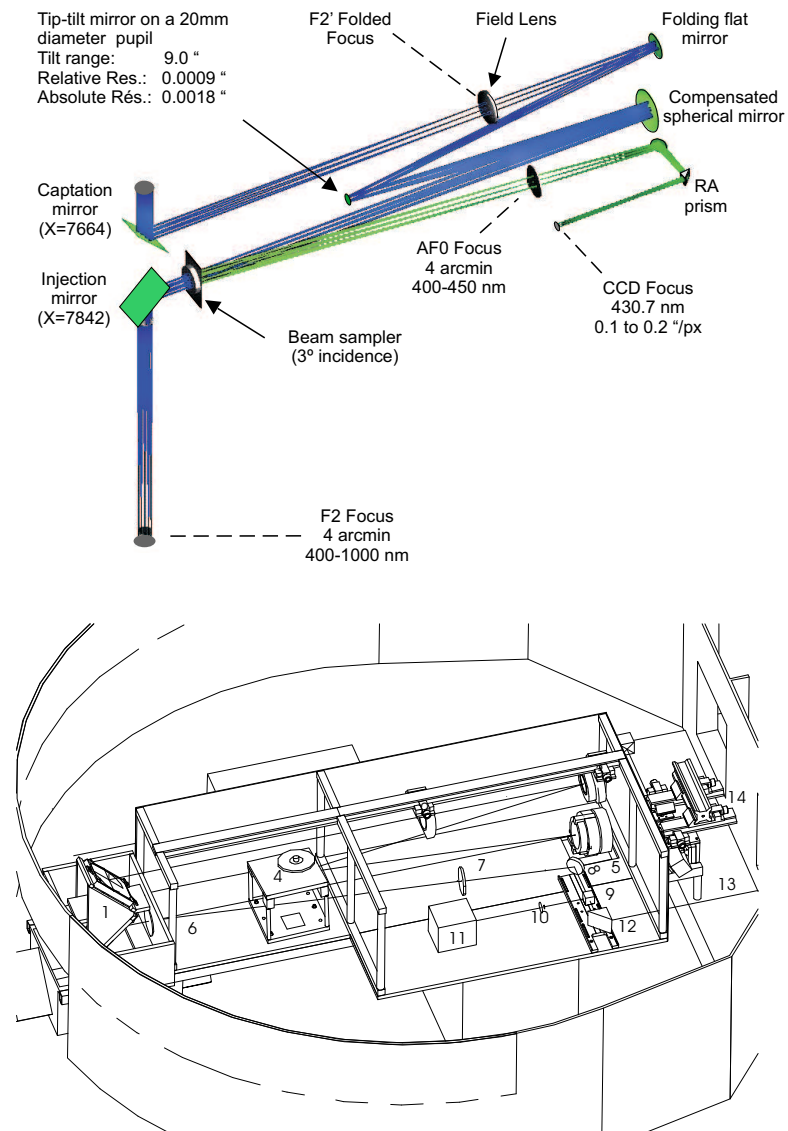 Tip-tilt mirror on a 20mm
diameter pupil
Tilt range: 9.0 “
Relative Res.: 0.0009 “
Absolute Rés.: 0.0018 “
F2’ Folded
Focus
Field Lens
Folding flat
mirror
Compensated
spherical mirror
Captation
mirror
(X=7664)
RA
prism
AF0 Focus
4 arcmin
400-450 nm
Injection
mirror
(X=7842)
CCD Focus
430.7 nm
0.1 to 0.2 “/px
Beam sampler
(3º incidence)
F2 Focus
4 arcmin
400-1000 nm
14
4
7
5
8
13
1
9
6
10
11
12